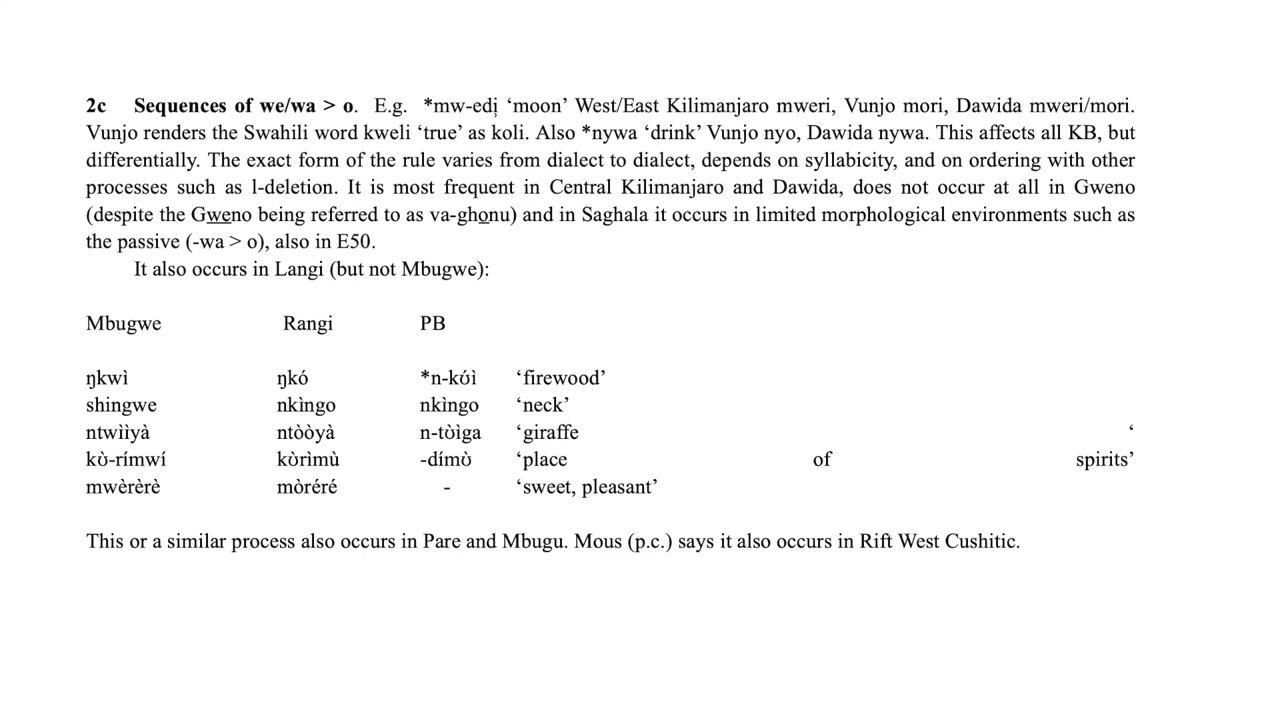 2c Sequences of we/wa > o. E.g. *mw-edị ‘moon’ West/East Kilimanjaro mweri, Vunjo mori, Dawida mweri/mori.
Vunjo renders the Swahili word kweli ‘true’ as koli. Also *nywa ‘drink’ Vunjo nyo, Dawida nywa. This affects all KB, but
differentially. The exact form of the rule varies from dialect to dialect, depends on syllabicity, and on ordering with other
processes such as l-deletion. It is most frequent in Central Kilimanjaro and Dawida, does not occur at all in Gweno
(despite the Gweno being referred to as va-ghonu) and in Saghala it occurs in limited morphological environments such as
the passive (-wa > o), also in E50.
It also occurs in Langi (but not Mbugwe):
Mbugwe Rangi PB
ŋkwì ŋkó *n-kʊ́ì ‘firewood’
shingwe nkìngo nkìngo ‘neck’
ntwììyà ntòòyà n-tòìga ‘giraffe ‘
kʊ̀-rímwí kʊ̀rìmù -dímʊ̀ ‘place of spirits’
mwèrèrè mòréré - ‘sweet, pleasant’
This or a similar process also occurs in Pare and Mbugu. Mous (p.c.) says it also occurs in Rift West Cushitic.